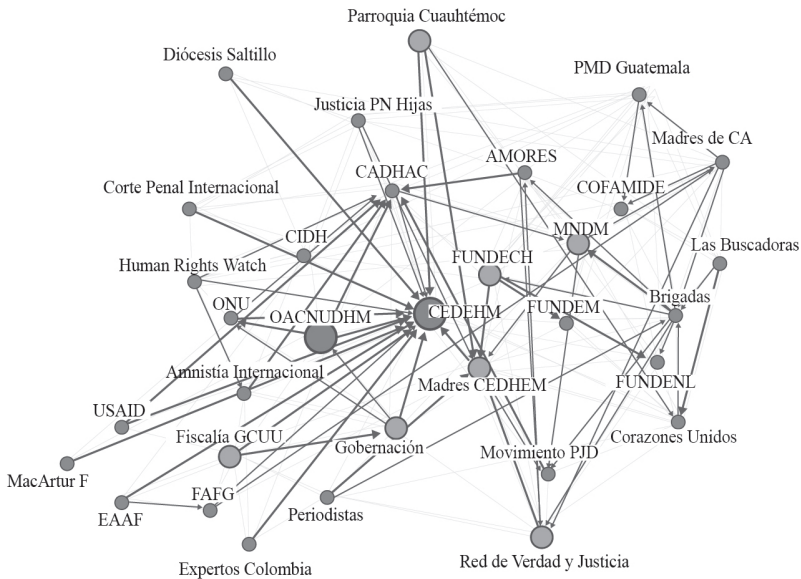 Parroquia Cuauhtémoc
Diócesis Saltillo
PMD Guatemala
Justicia PN Hijas
Madres de CA
AMORES
CADHAC
Corte Penal Internacional
COFAMIDE
MNDM
CIDH
Las Buscadoras
FUNDECH
Human Rights Watch
Brigadas
ONU
OACNUDHM
CEDEHM
FUNDEM
Amnistía Internacional
Madres CEDHEM
FUNDENL
USAID
Fiscalía GCUU
Gobernación
Corazones Unidos
Movimiento PJD
MacArtur F
FAFG
EAAF
Periodistas
Expertos Colombia
Red de Verdad y Justicia